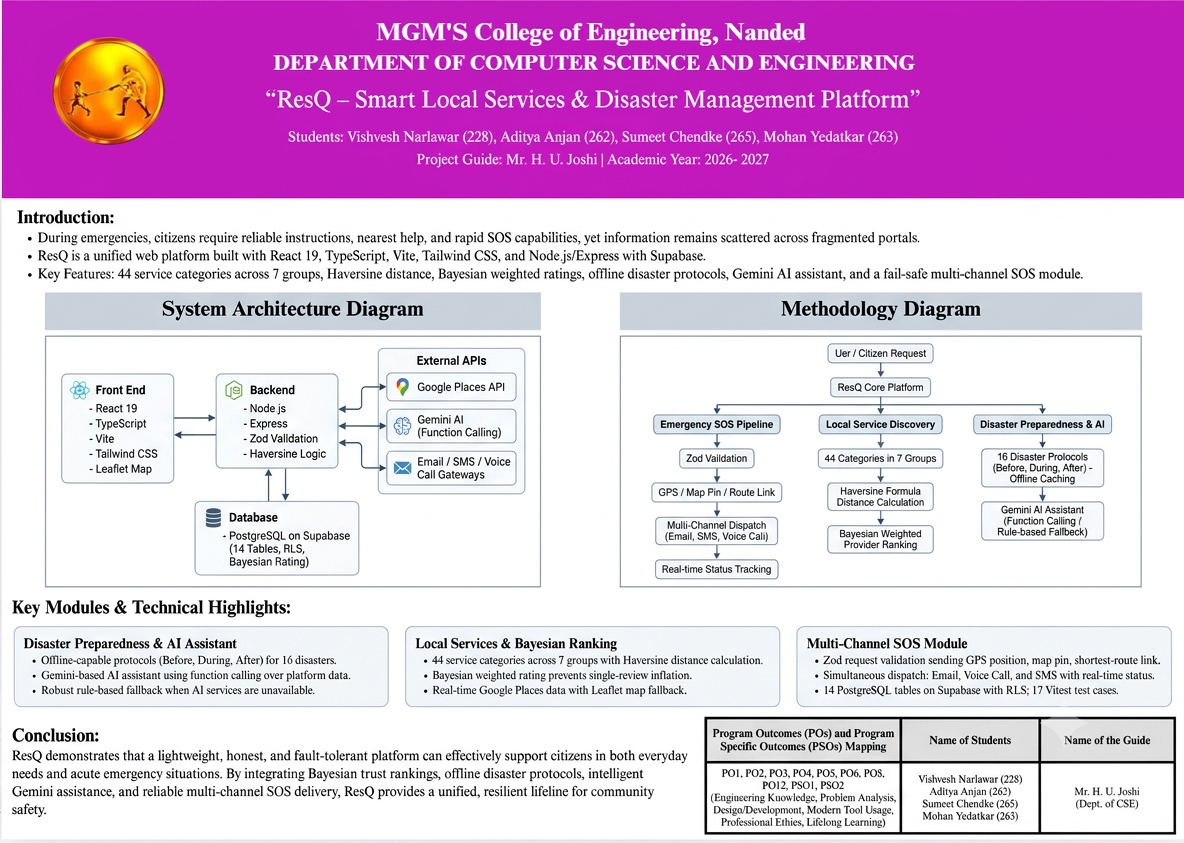 MGM'S College of Engineering, Nanded
DEPARTMENT OF COMPUTER SCIENCE AND ENGINEERING
“ResQ – Smart Local Services & Disaster Management Platform”
Students: Vishvesh Narlawar (228), Aditya Anjan (262), Sumeet Chendke (265), Mohan Yedatkar (263)
Project Guide: Mr. H. U. Joshi | Academic Year: 2026- 2027
Introduction:
• During emergencies, citizens require reliable instructions, nearest help, and rapid SOS capabilities, yet information remains scattered across fragmented portals.
• ResQ is a unified web platform built with React 19, TypeScript, Vite, Tailwind CSS, and Node.js/Express with Supabase.
• Key Features: 44 service categories across 7 groups, Haversine distance, Bayesian weighted ratings, offline disaster protocols, Gemini AI assistant, and a fail-safe multi-channel SOS module.
System Architecture Diagram
Front End
- React 19
- TypeScript
- Vite
- Tailwind CSS
- Leaflet Map
Backend
- Node js
- Express
- Zod Valldation
- Haversine Logic
External APIs
Google Places API
Gemini AI
(Function Calling)
Email / SMS / Voice
Call Gateways
Database
- PostgreSQL on Supabase
(14 Tables, RLS,
Bayesian Rating)
Methodology Diagram
Uer / Citizen Request
ResQ Core Platform
Emergency SOS Pipeline
Zod Vaildation
GPS / Map Pin / Route Link
Multi-Channel Dispatch
(Email, SMS, Voice Cali)
Real-time Status Tracking
Local Service Discovery
44 Categories in 7 Groups
Haversine Formula
Distance Calculation
Bayesian Weighted
Provider Ranking
Disaster Preparedness & AI
16 Disaster Protocols
(Before, During, After) -
Offline Caching
Gemini AI Assistant
(Function Calling /
Rule-based Fallbeck)
Key Modules & Technical Highlights:
Disaster Preparedness & AI Assistant
• Offline-capable protocols (Before, During, After) for 16 disasters.
• Gemini-based AI assistant using function calling over platform data.
• Robust rule-based fallback when AI services are unavailable.
Local Services & Bayesian Ranking
• 44 service categories across 7 groups with Haversine distance calculation.
• Bayesian weighted rating prevents single-review inflation.
• Real-time Google Places data with Leaflet map fallback.
Multi-Channel SOS Module
• Zod request validation sending GPS position, map pin, shortest-route link.
• Simultaneous dispatch: Email, Voice Call, and SMS with real-time status.
• 14 PostgreSQL tables on Supabase with RLS; 17 Vitest test cases.
Conclusion:
ResQ demonstrates that a lightweight, honest, and fault-tolerant platform can effectively support citizens in both everyday
needs and acute emergency situations. By integrating Bayesian trust rankings, offline disaster protocols, intelligent
Gemini assistance, and reliable multi-channel SOS delivery, ResQ provides a unified, resilient lifeline for community
safety.
Program Outcomes (POs) and Program
Specific Outcomes (PSOs) Mapping
Name of Students
Name of the Guide
PO1, PO2, PO3, PO4, PO5, PO6, PO8,
PO12, PSO1, PSO2
(Engineering Kuowledge, Problem Analysis,
Design/Developmont, Modern Tool Usage,
Professional Ethies, Lifelong Learning)
Vishvesh Narlawar (228)
Adltya Anjan (262)
Sumeet Chendke (265)
Mohan Yedatkar (263)
Mr. H. U. Joshi
(Dept. of CSE)